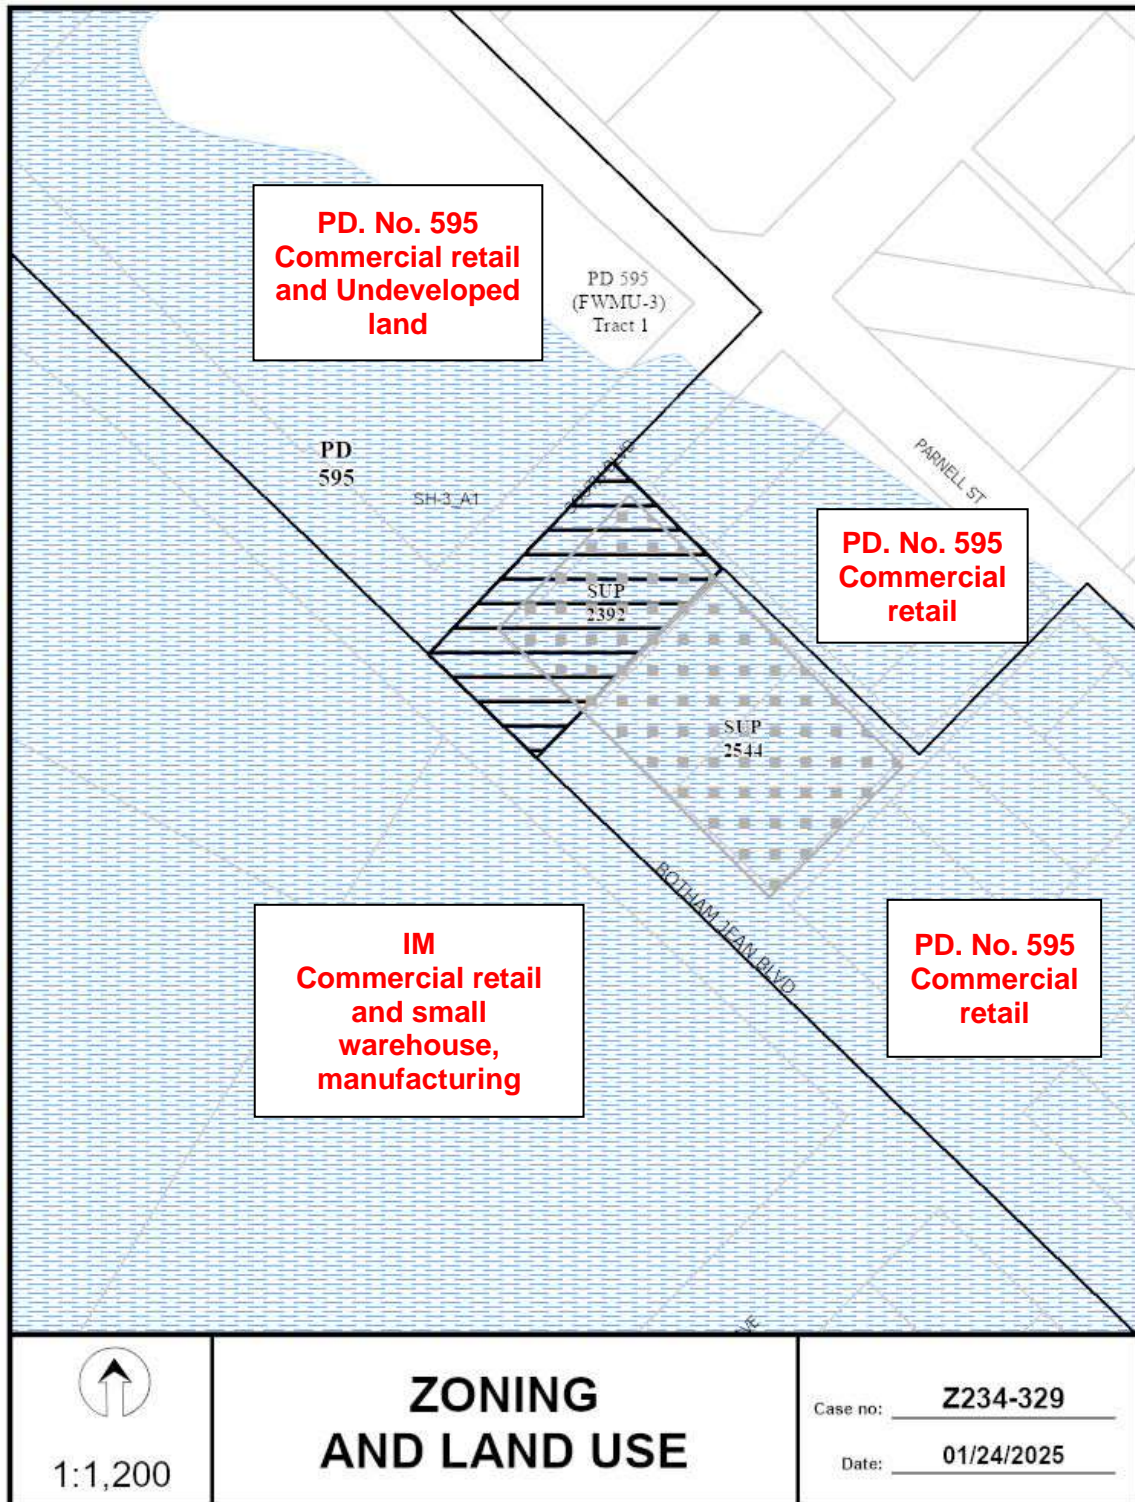 PD. No. 595
Commercial retail
and Undeveloped
land
PD 595
(FWMU-3)
Tract 1
PD
595
SH-3_A1
BLVD
PARNELL ST
SUP
2392
PD. No. 595
Commercial
retail
SUP
2544
BOTHAM JEAN BLVD
IM
Commercial retail
and small
warehouse,
manufacturing
PD. No. 595
Commercial
retail
VE
1:1,200
ZONING
AND LAND USE
Case no: Z234-329
Date: 01/24/2025